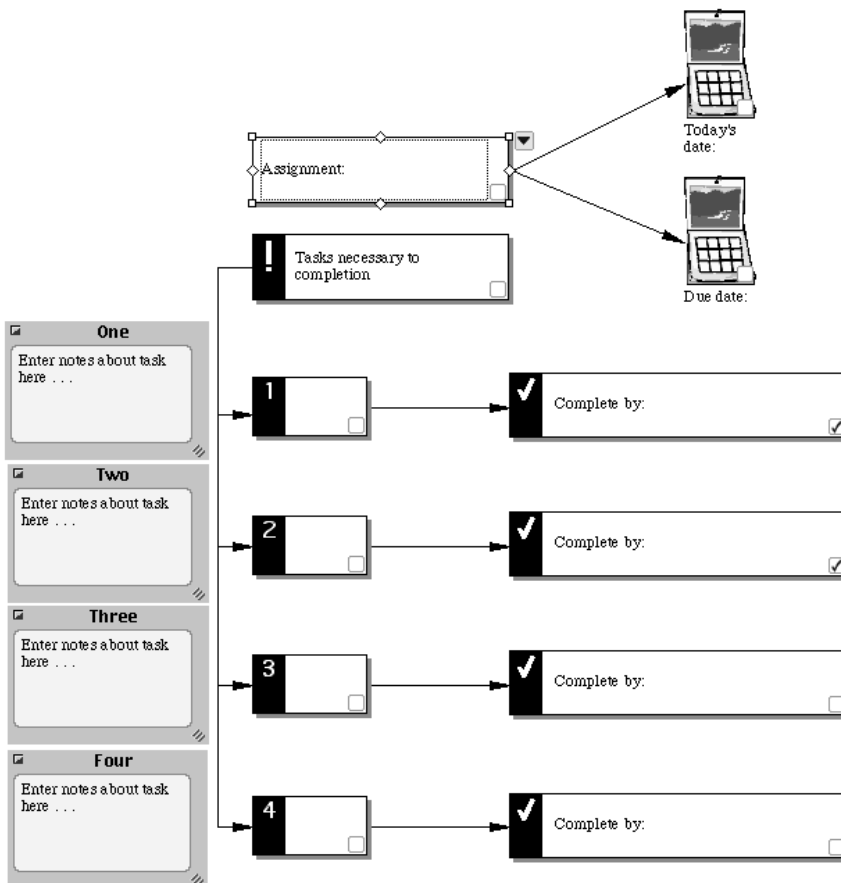 Today's
date:
Assignment:
!
Tasks necessary to
completion
Due date:
One
Enter notes about task
here . . .
1
Complete by:
Two
Enter notes about task
here . . .
2
Complete by:
Three
Enter notes about task
here . . .
3
Complete by:
Four
Enter notes about task
here . . .
4
Complete by: